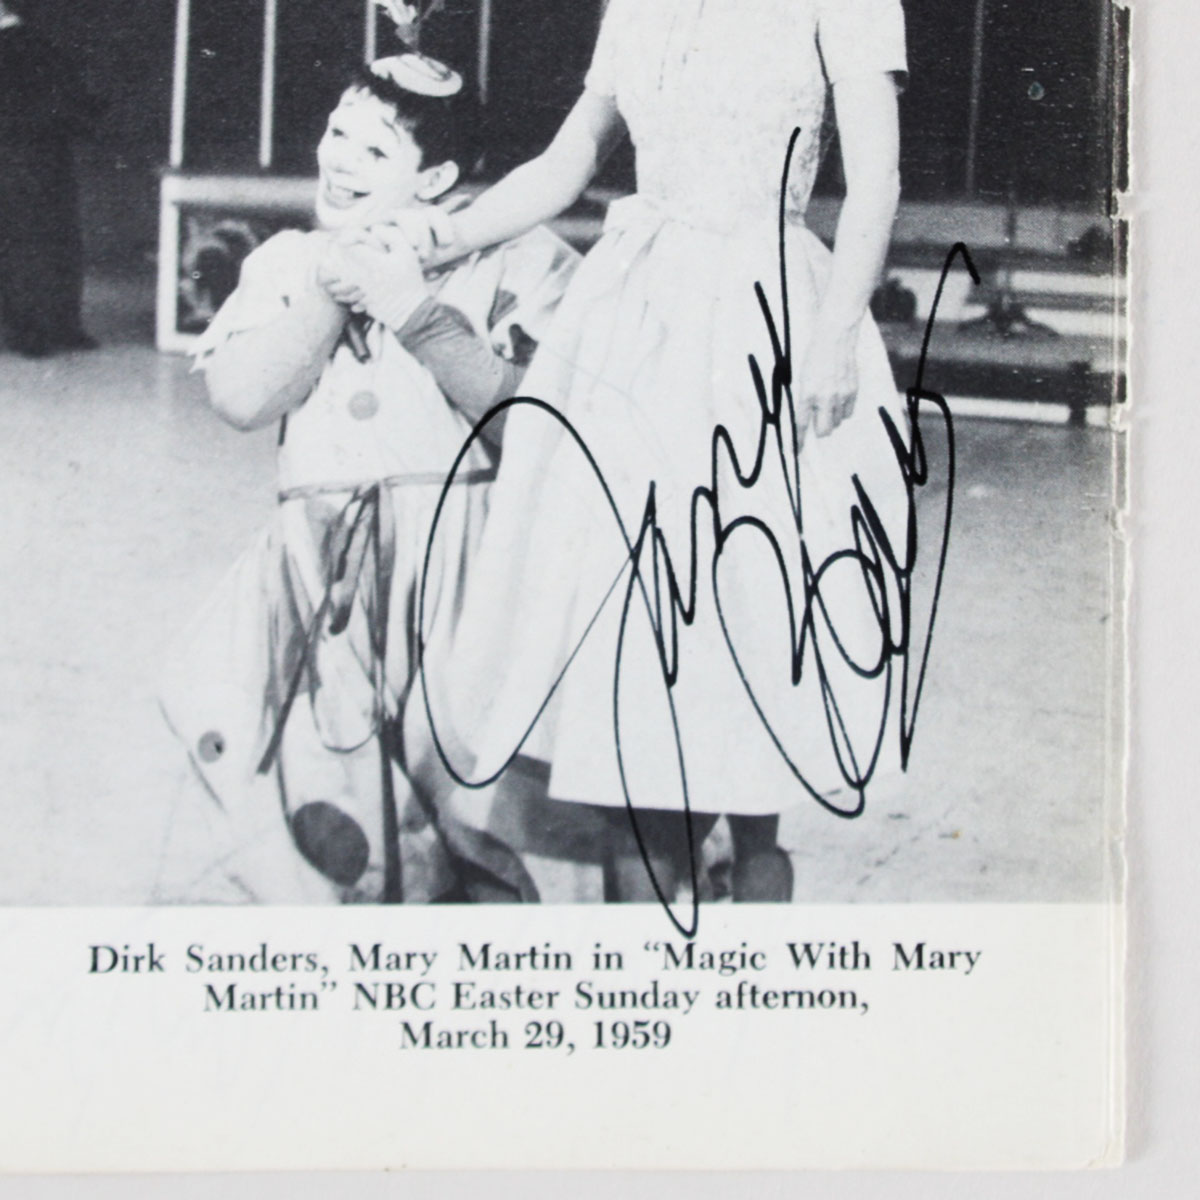 Dirk Sanders, Mary Martin in “Magic With Mary
Martin” NBC Easter Sunday afternon,
March 29, 1959